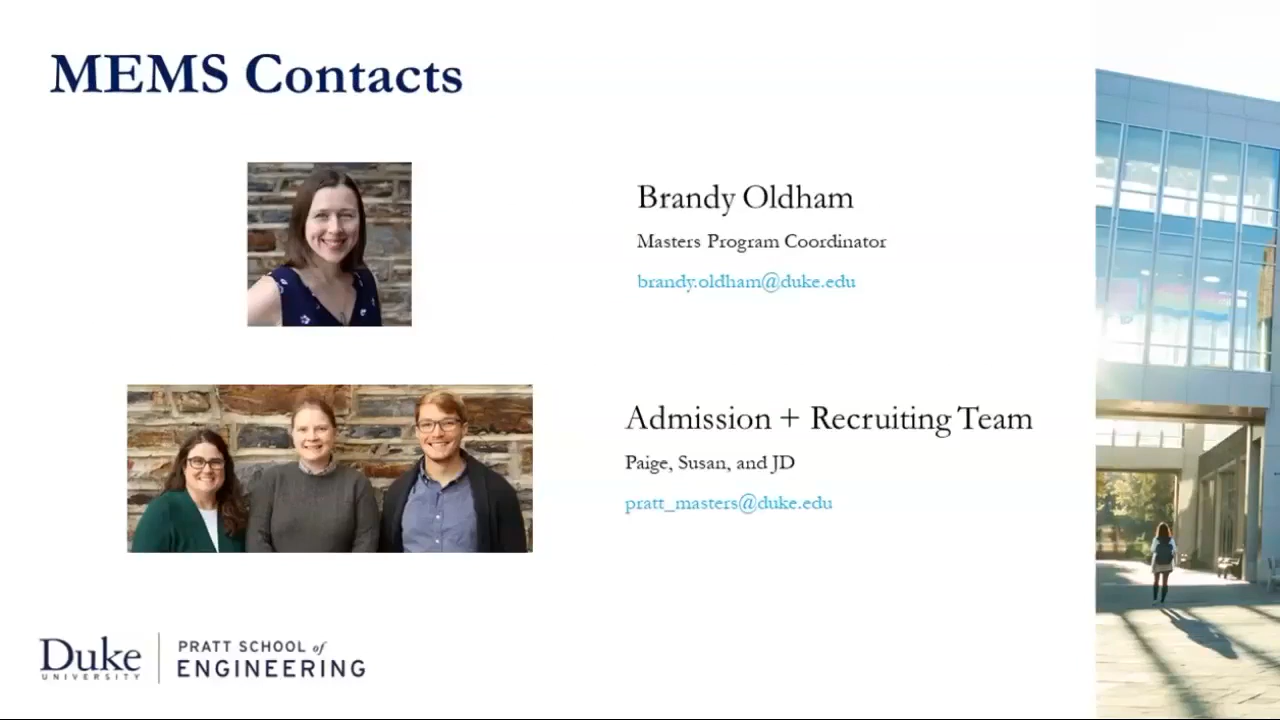 MEMS Contacts
Brandy Oldham
Masters Program Coordinator
brandy.oldham@duke.edu
Admission + Recruiting Team
Paige, Susan, and JD
pratt_masters@duke.edu
Duke
UNIVERSITY
PRATT SCHOOL of
ENGINEERING